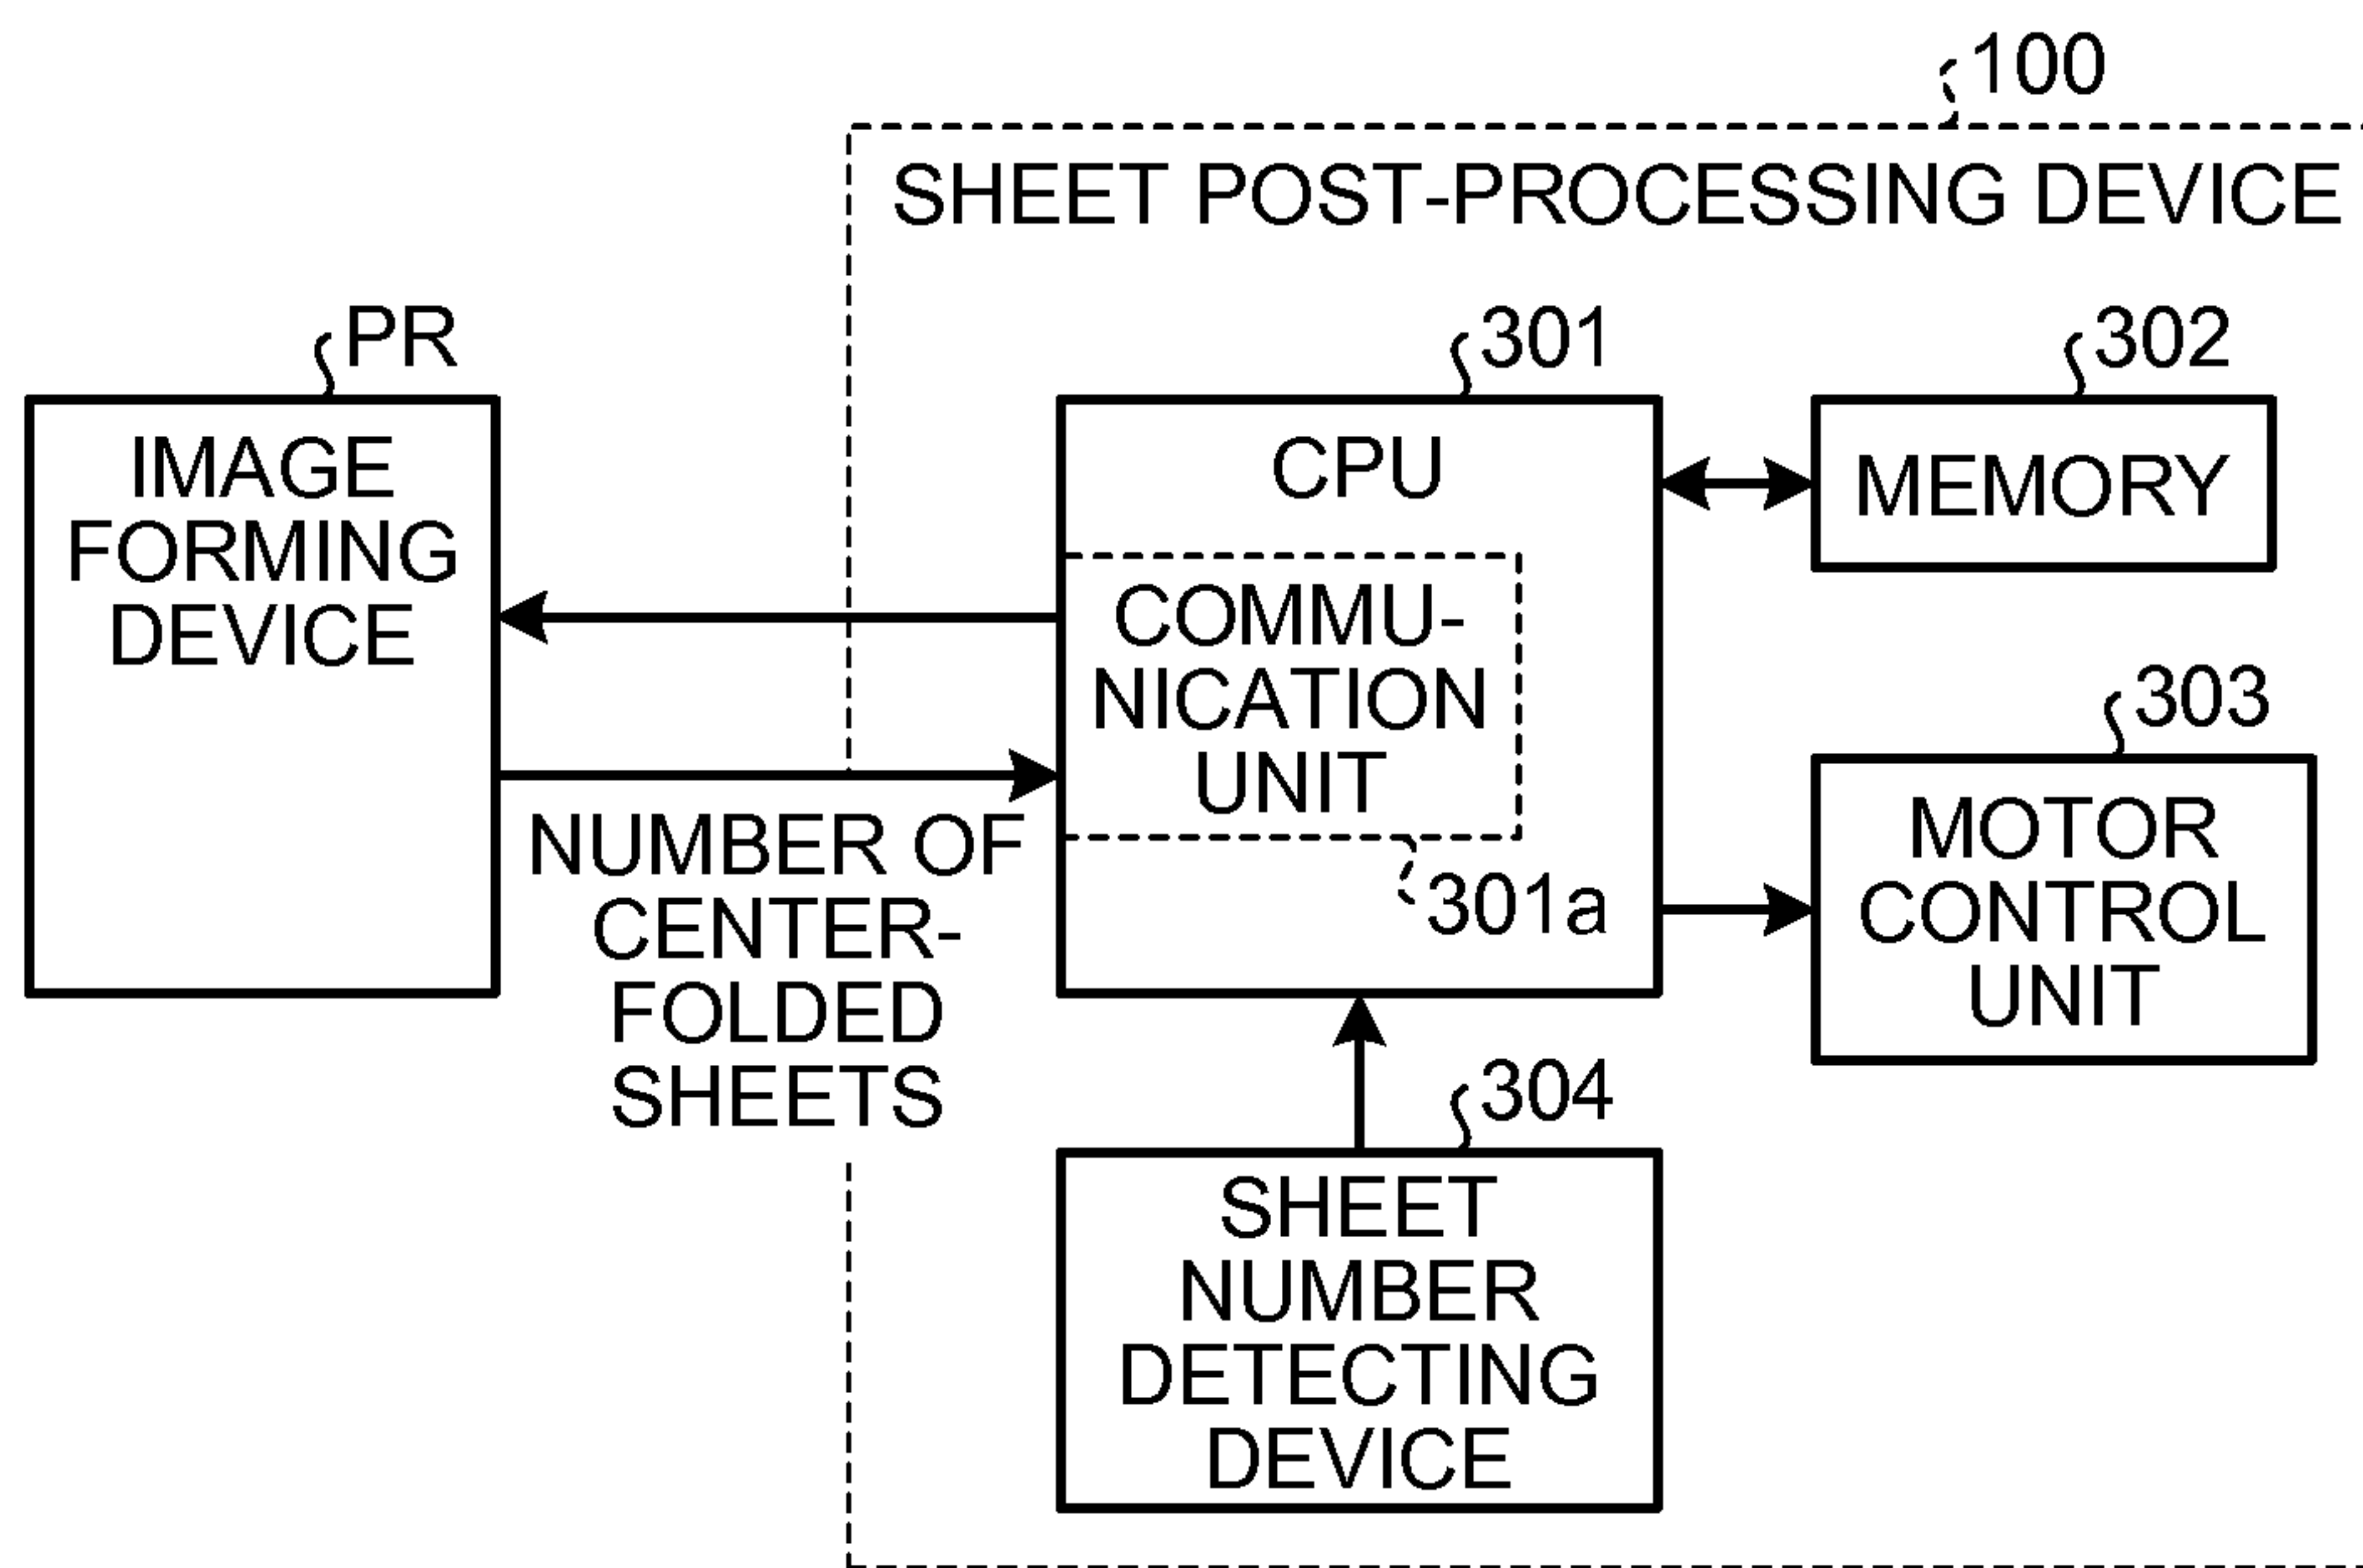 100
SHEET POST-PROCESSING DEVICE
PR
IMAGE
FORMING
DEVICE
301
CPU
COMMU-
NICATION
UNIT
301a
302
MEMORY
303
MOTOR
CONTROL
UNIT
NUMBER OF
CENTER-
FOLDED
SHEETS
304
SHEET
NUMBER
DETECTING
DEVICE